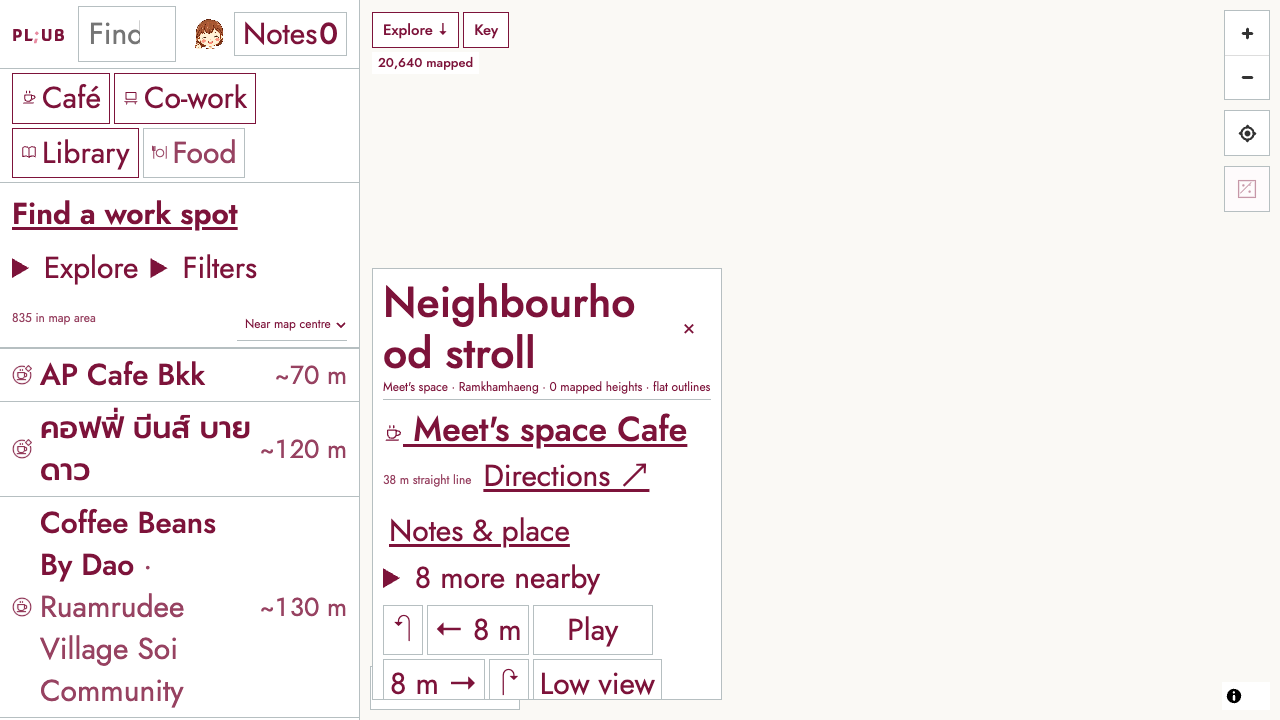 PL;UB
Find
Notes 0
Café
Co-work
Library
Food
Find a work spot
Explore
Filters
835 in map area
Near map centre
AP Cafe Bkk
~70 m
คอฟฟี่ บีนส์ บาย
ดาว
~120 m
Coffee Beans
By Dao ·
Ruamrudee
Village Soi
Community
~130 m
Explore ↓
Key
20,640 mapped
Neighbourho
od stroll
×
Meet's space · Ramkhamhaeng · 0 mapped heights · flat outlines
Meet's space Cafe
38 m straight line
Directions ↗
Notes & place
8 more nearby
← 8 m
Play
8 m →
Low view
+
−